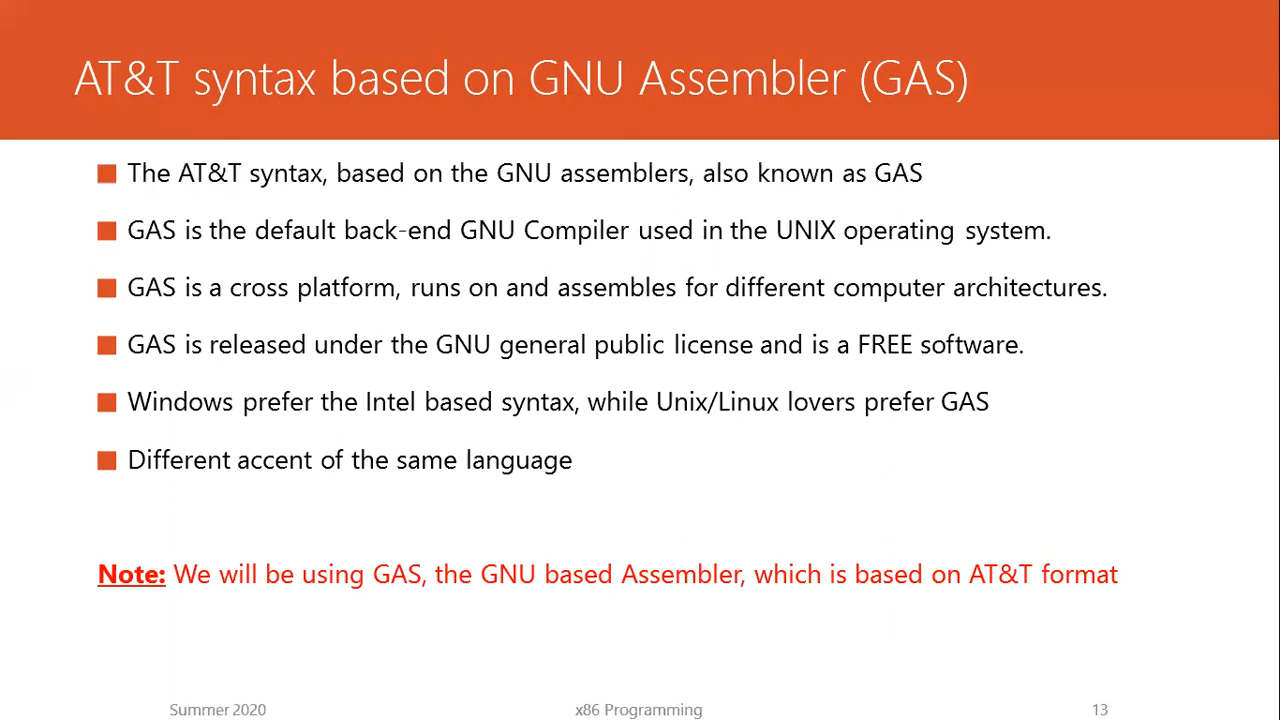 AT&T syntax based on GNU Assembler (GAS)
The AT&T syntax, based on the GNU assemblers, also known as GAS
GAS is the default back-end GNU Compiler used in the UNIX operating system.
GAS is a cross platform, runs on and assembles for different computer architectures.
GAS is released under the GNU general public license and is a FREE software.
Windows prefer the Intel based syntax, while Unix/Linux lovers prefer GAS
Different accent of the same language
Note: We will be using GAS, the GNU based Assembler, which is based on AT&T format
Summer 2020
x86 Programming
13